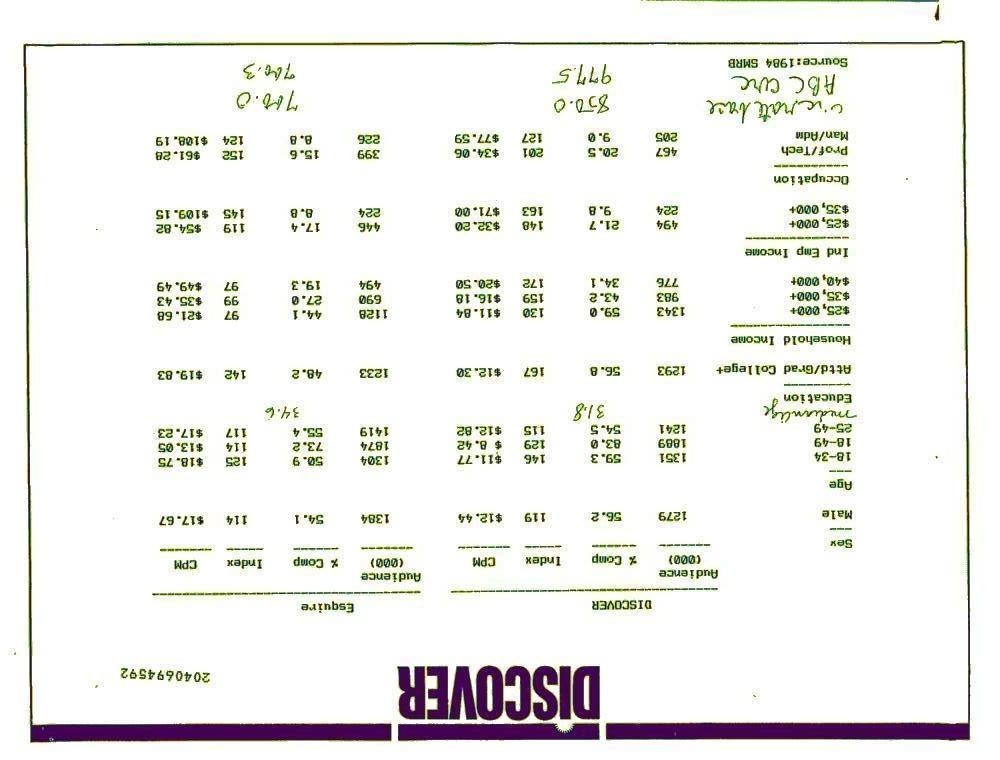 DISCOVER
2040694592
DISCOVER Esquire
Audience (000) % Comp Index CPM Audience (000) % Comp Index CPM
Sex
Male 1279 56.2 119 $12.44 1384 54.1 114 $17.67
Age
18-34 1351 59.3 146 $11.77 1304 50.9 125 $18.75
18-49 1889 83.0 129 $ 8.42 1874 73.2 114 $13.05
25-49 1241 54.5 115 $12.82 1419 55.4 117 $17.23
median age 31.8 34.6
Education
Attd/Grad College+ 1293 56.8 167 $12.30 1233 48.2 142 $19.83
Household Income
$25,000+ 1343 59.0 130 $11.84 1128 44.1 97 $21.68
$35,000+ 983 43.2 159 $16.18 690 27.0 99 $35.43
$40,000+ 776 34.1 172 $20.50 494 19.3 97 $49.49
Ind Emp Income
$25,000+ 494 21.7 148 $32.20 446 17.4 119 $54.82
$35,000+ 224 9.8 163 $71.00 224 8.8 145 $109.15
Occupation
Prof/Tech 467 20.5 201 $34.06 399 15.6 152 $61.28
Man/Adm 205 9.0 127 $77.59 226 8.8 124 $108.19
rate base 850.0 700.0
ABC circ 977.5 708.3
Source:1984 SMRB